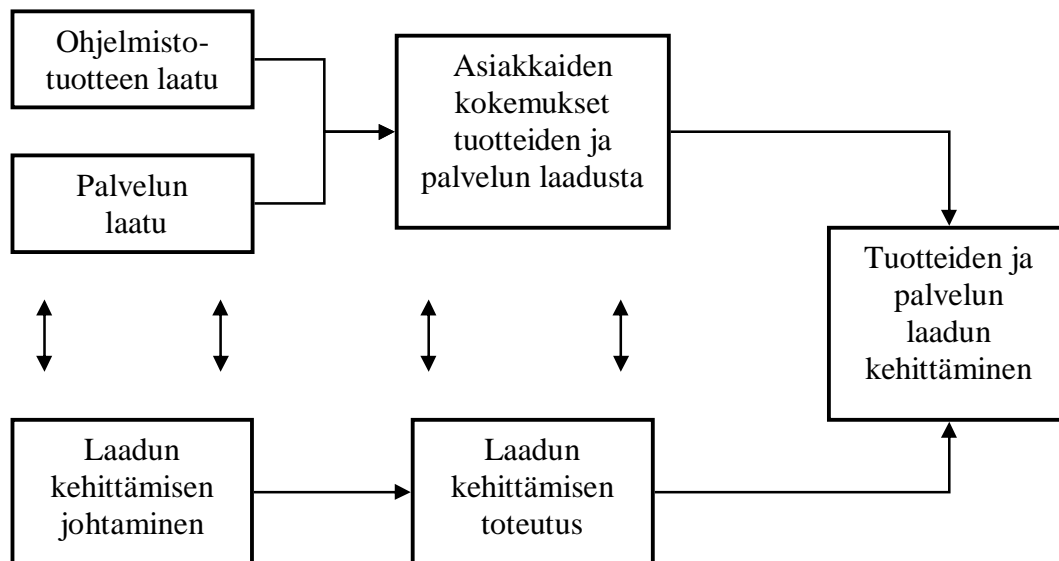 Ohjelmisto-
tuotteen laatu
Palvelun
laatu
Asiakkaiden
kokemukset
tuotteiden ja
palvelun laadusta
Tuotteiden ja
palvelun
laadun
kehittäminen
Laadun
kehittämisen
johtaminen
Laadun
kehittämisen
toteutus